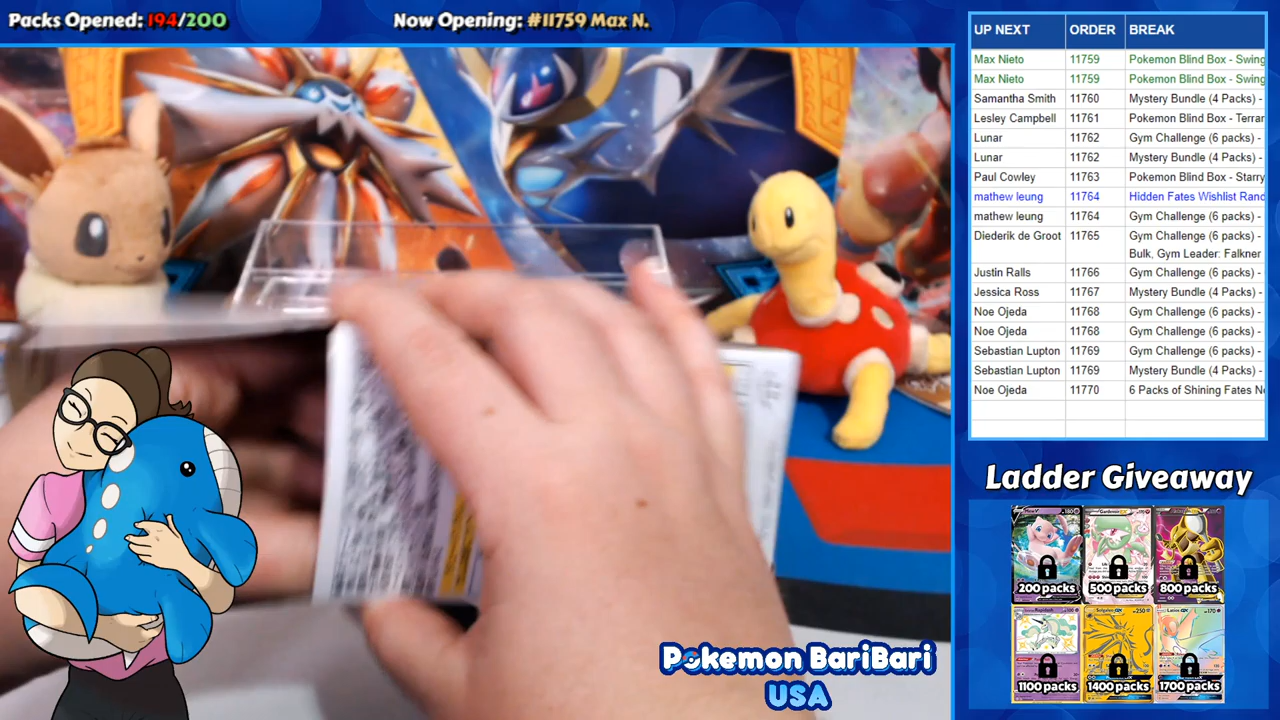 Packs Opened: 194/200
Now Opening: #11759 Max N.
UP NEXT ORDER BREAK
Max Nieto 11759 Pokemon Blind Box - Swing
Max Nieto 11759 Pokemon Blind Box - Swing
Samantha Smith 11760 Mystery Bundle (4 Packs) -
Lesley Campbell 11761 Pokemon Blind Box - Terrar
Lunar 11762 Gym Challenge (6 packs) -
Lunar 11762 Mystery Bundle (4 Packs) -
Paul Cowley 11763 Pokemon Blind Box - Starry
mathew leung 11764 Hidden Fates Wishlist Rand
mathew leung 11764 Gym Challenge (6 packs) -
Diederik de Groot 11765 Gym Challenge (6 packs) -
Bulk, Gym Leader: Falkner
Justin Ralls 11766 Gym Challenge (6 packs) -
Jessica Ross 11767 Mystery Bundle (4 Packs) -
Noe Ojeda 11768 Gym Challenge (6 packs) -
Noe Ojeda 11768 Gym Challenge (6 packs) -
Sebastian Lupton 11769 Gym Challenge (6 packs) -
Sebastian Lupton 11769 Mystery Bundle (4 Packs) -
Noe Ojeda 11770 6 Packs of Shining Fates N
Ladder Giveaway
200 packs 500 packs 800 packs
1100 packs 1400 packs 1700 packs
Pokemon BariBari
USA